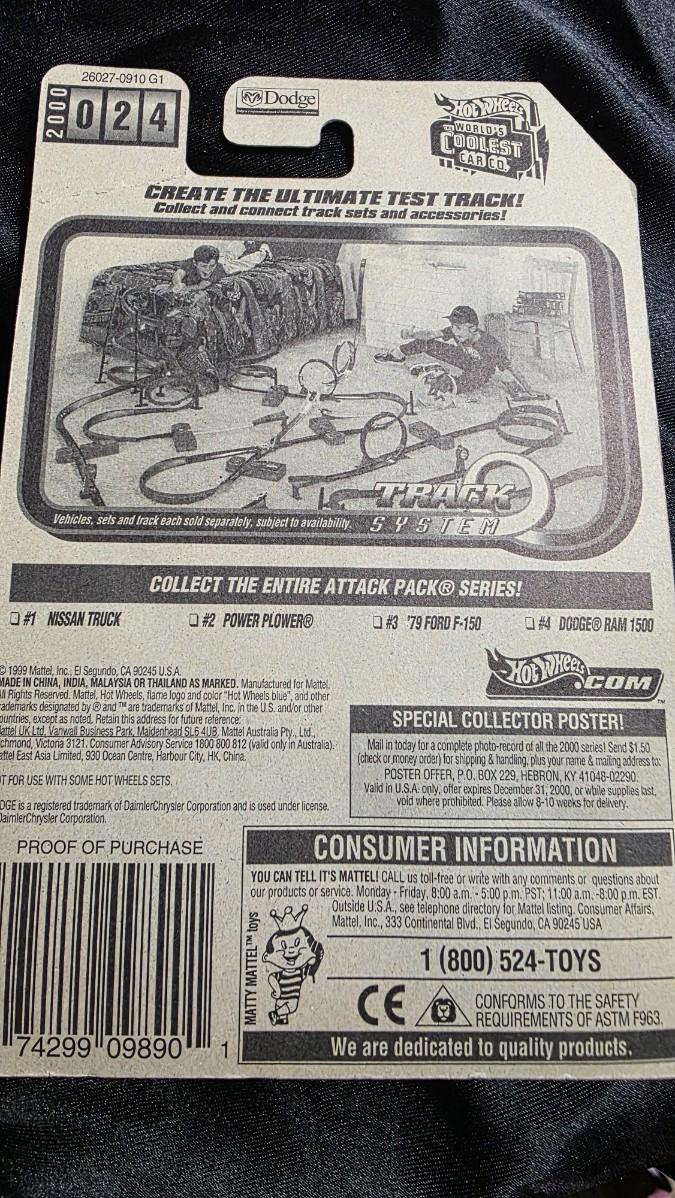 26027-0910 G1
2000
024
Dodge
HOT WHEELS
WORLD'S
COOLEST
CAR CO.
CREATE THE ULTIMATE TEST TRACK!
Collect and connect track sets and accessories!
TRACK
SYSTEM
Vehicles, sets and track each sold separately, subject to availability.
COLLECT THE ENTIRE ATTACK PACK® SERIES!
#1 NISSAN TRUCK
#2 POWER PLOWER®
#3 '79 FORD F-150
#4 DODGE® RAM 1500
© 1999 Mattel, Inc., El Segundo, CA 90245 U.S.A.
MADE IN CHINA, INDIA, MALAYSIA OR THAILAND AS MARKED. Manufactured for Mattel.
All Rights Reserved. Mattel, Hot Wheels, flame logo and color "Hot Wheels blue", and other
trademarks designated by ® and ™ are trademarks of Mattel, Inc. in the U.S. and/or other
countries, except as noted. Retain this address for future reference:
Mattel UK Ltd, Vanwall Business Park, Maidenhead SL6 4UB. Mattel Australia Pty., Ltd.,
chmond, Victoria 3121. Consumer Advisory Service 1800 800 812 (valid only in Australia).
attel East Asia Limited, 930 Ocean Centre, Harbour City, HK, China.
OT FOR USE WITH SOME HOT WHEELS SETS.
DGE is a registered trademark of DaimlerChrysler Corporation and is used under license.
DaimlerChrysler Corporation.
Hot Wheels.COM™
SPECIAL COLLECTOR POSTER!
Mail in today for a complete photo-record of all the 2000 series! Send $1.50
(check or money order) for shipping & handling, plus your name & mailing address to:
POSTER OFFER, P.O. BOX 229, HEBRON, KY 41048-02290.
Valid in U.S.A. only, offer expires December 31, 2000, or while supplies last,
void where prohibited. Please allow 8-10 weeks for delivery.
PROOF OF PURCHASE
74299 09890 1
CONSUMER INFORMATION
YOU CAN TELL IT'S MATTEL! CALL us toll-free or write with any comments or questions about
our products or service. Monday - Friday, 8:00 a.m. - 5:00 p.m. PST; 11:00 a.m.-8:00 p.m. EST.
Outside U.S.A., see telephone directory for Mattel listing. Consumer Affairs,
Mattel, Inc., 333 Continental Blvd., El Segundo, CA 90245 USA
MATTY MATTEL™ toys
1 (800) 524-TOYS
CE
CONFORMS TO THE SAFETY
REQUIREMENTS OF ASTM F963.
We are dedicated to quality products.